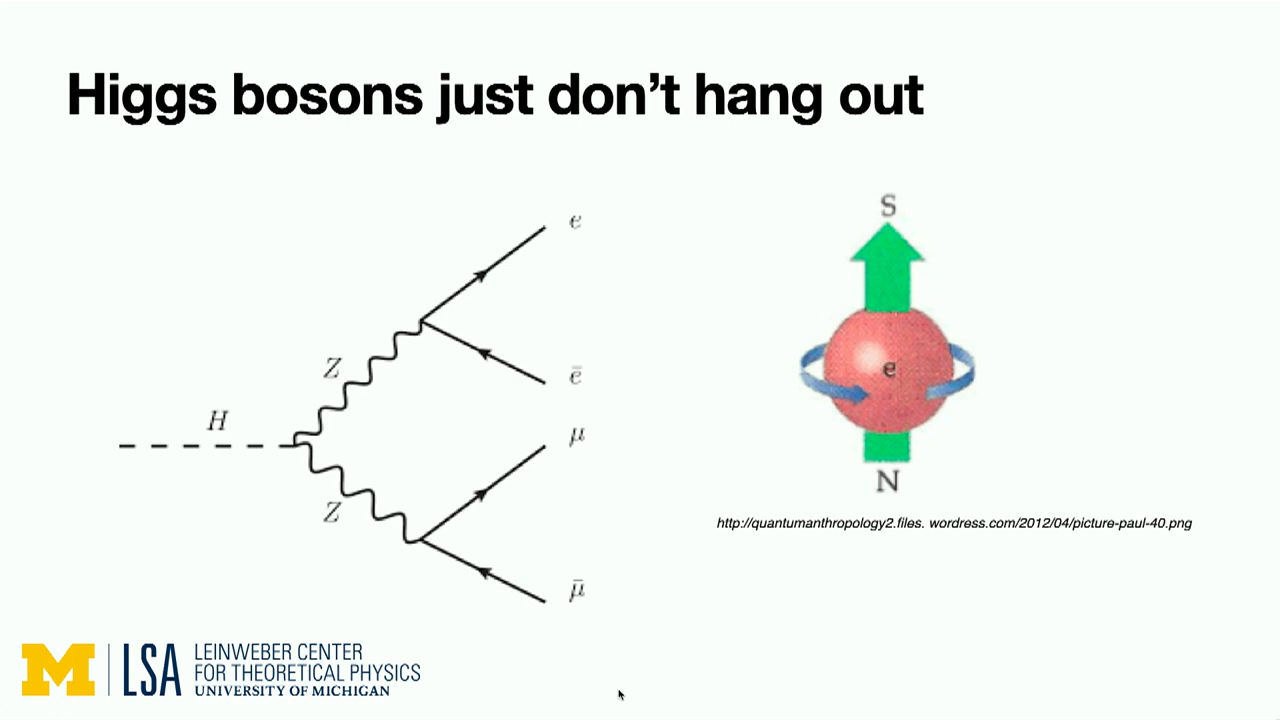 Higgs bosons just don't hang out
e
Z
ē
H
μ
Z
μ̄
S
e
N
http://quantumanthropology2.files. wordress.com/2012/04/picture-paul-40.png
M LSA LEINWEBER CENTER
FOR THEORETICAL PHYSICS
UNIVERSITY OF MICHIGAN